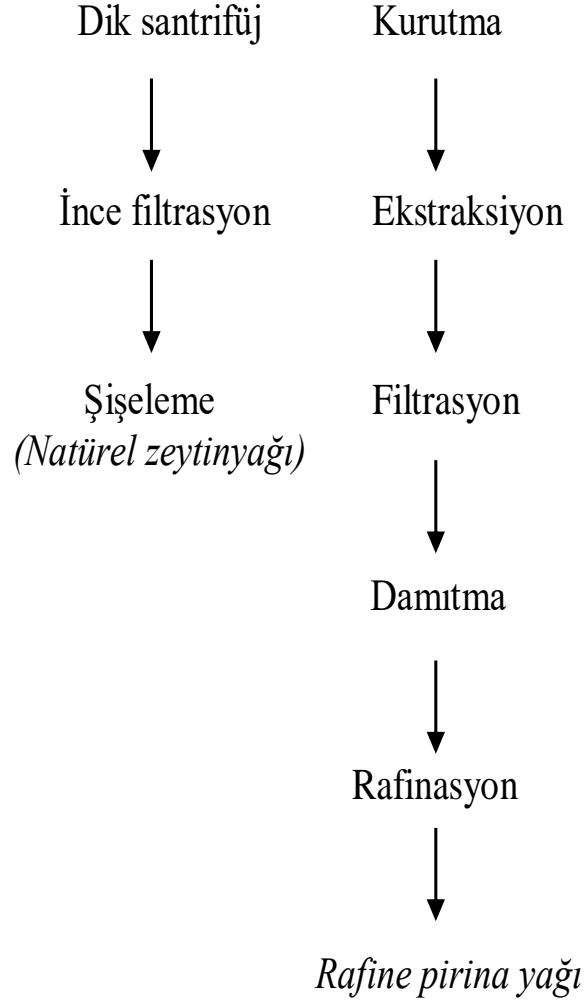 Dik santrifüj
İnce filtrasyon
Şişeleme
(Natürel zeytinyağı)
Kurutma
Ekstraksiyon
Filtrasyon
Damıtma
Rafinasyon
Rafine pirina yağı